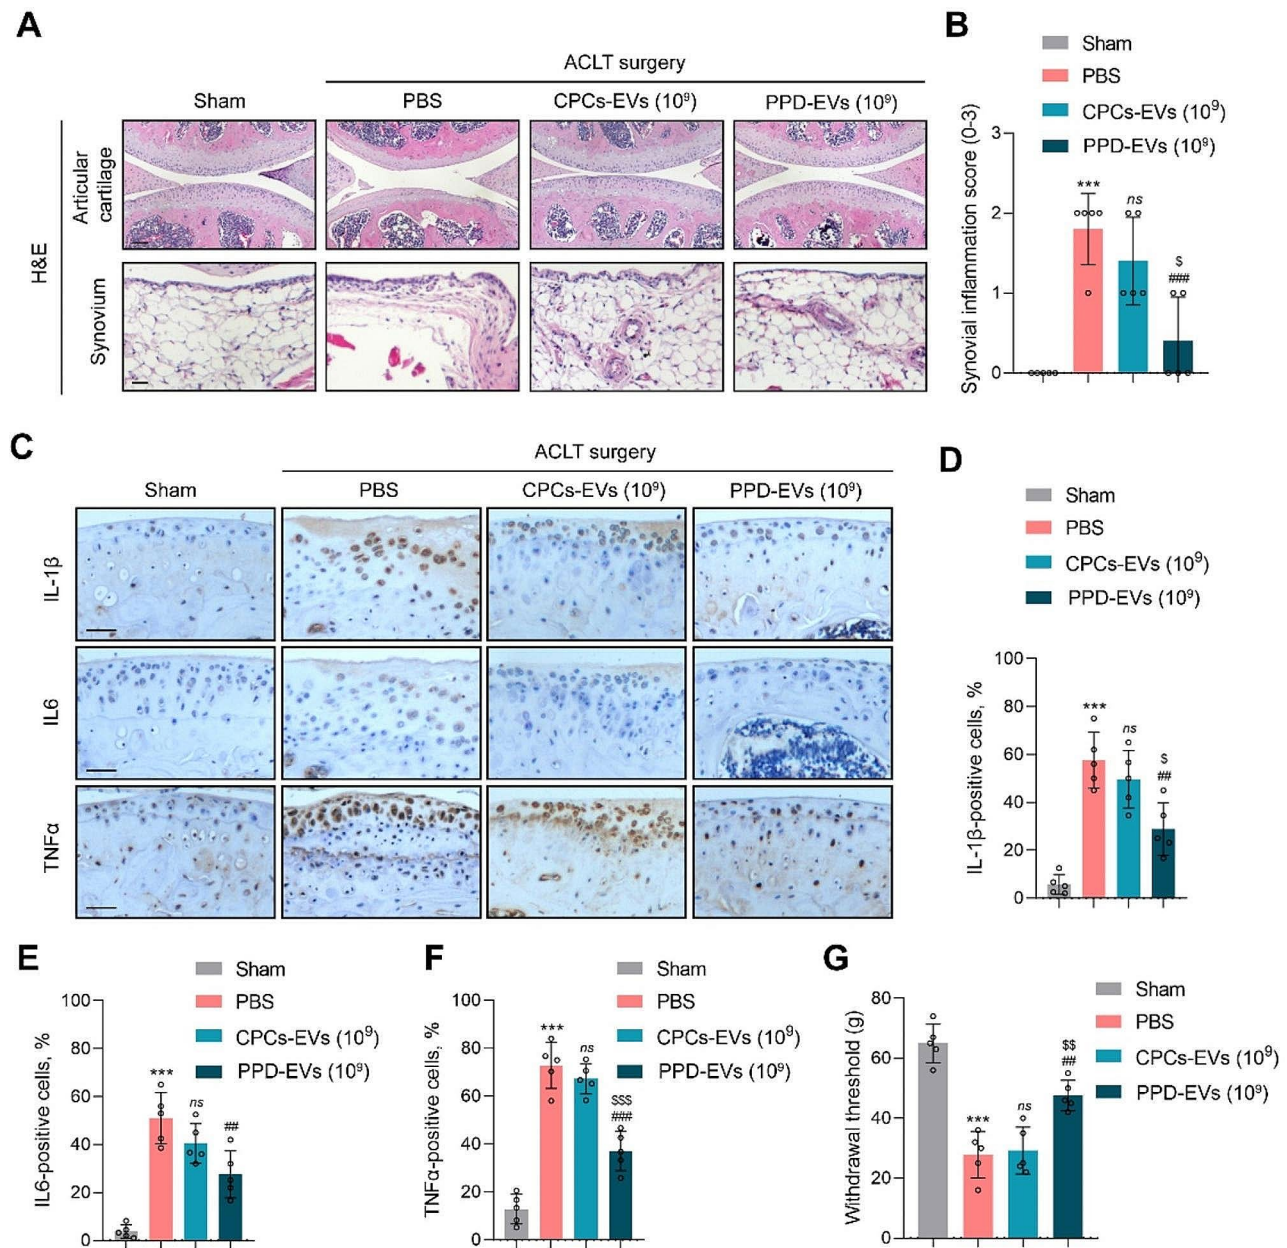 A
ACLT surgery
Sham
PBS
CPCs-EVs (10⁹)
PPD-EVs (10⁹)
H&E
Articular
cartilage
Synovium
B
Sham
PBS
CPCs-EVs (10⁹)
PPD-EVs (10⁹)
Synovial inflammation score (0-3)
3
2
1
0
***
ns
$
###
C
ACLT surgery
Sham
PBS
CPCs-EVs (10⁹)
PPD-EVs (10⁹)
IL-1β
IL6
TNFα
D
Sham
PBS
CPCs-EVs (10⁹)
PPD-EVs (10⁹)
IL-1β-positive cells, %
100
80
60
40
20
0
***
ns
$
##
E
Sham
PBS
CPCs-EVs (10⁹)
PPD-EVs (10⁹)
IL6-positive cells, %
100
80
60
40
20
0
***
ns
##
F
Sham
PBS
CPCs-EVs (10⁹)
PPD-EVs (10⁹)
TNFα-positive cells, %
100
80
60
40
20
0
***
ns
$$$
###
G
Sham
PBS
CPCs-EVs (10⁹)
PPD-EVs (10⁹)
Withdrawal threshold (g)
80
60
40
20
0
***
ns
$$
##